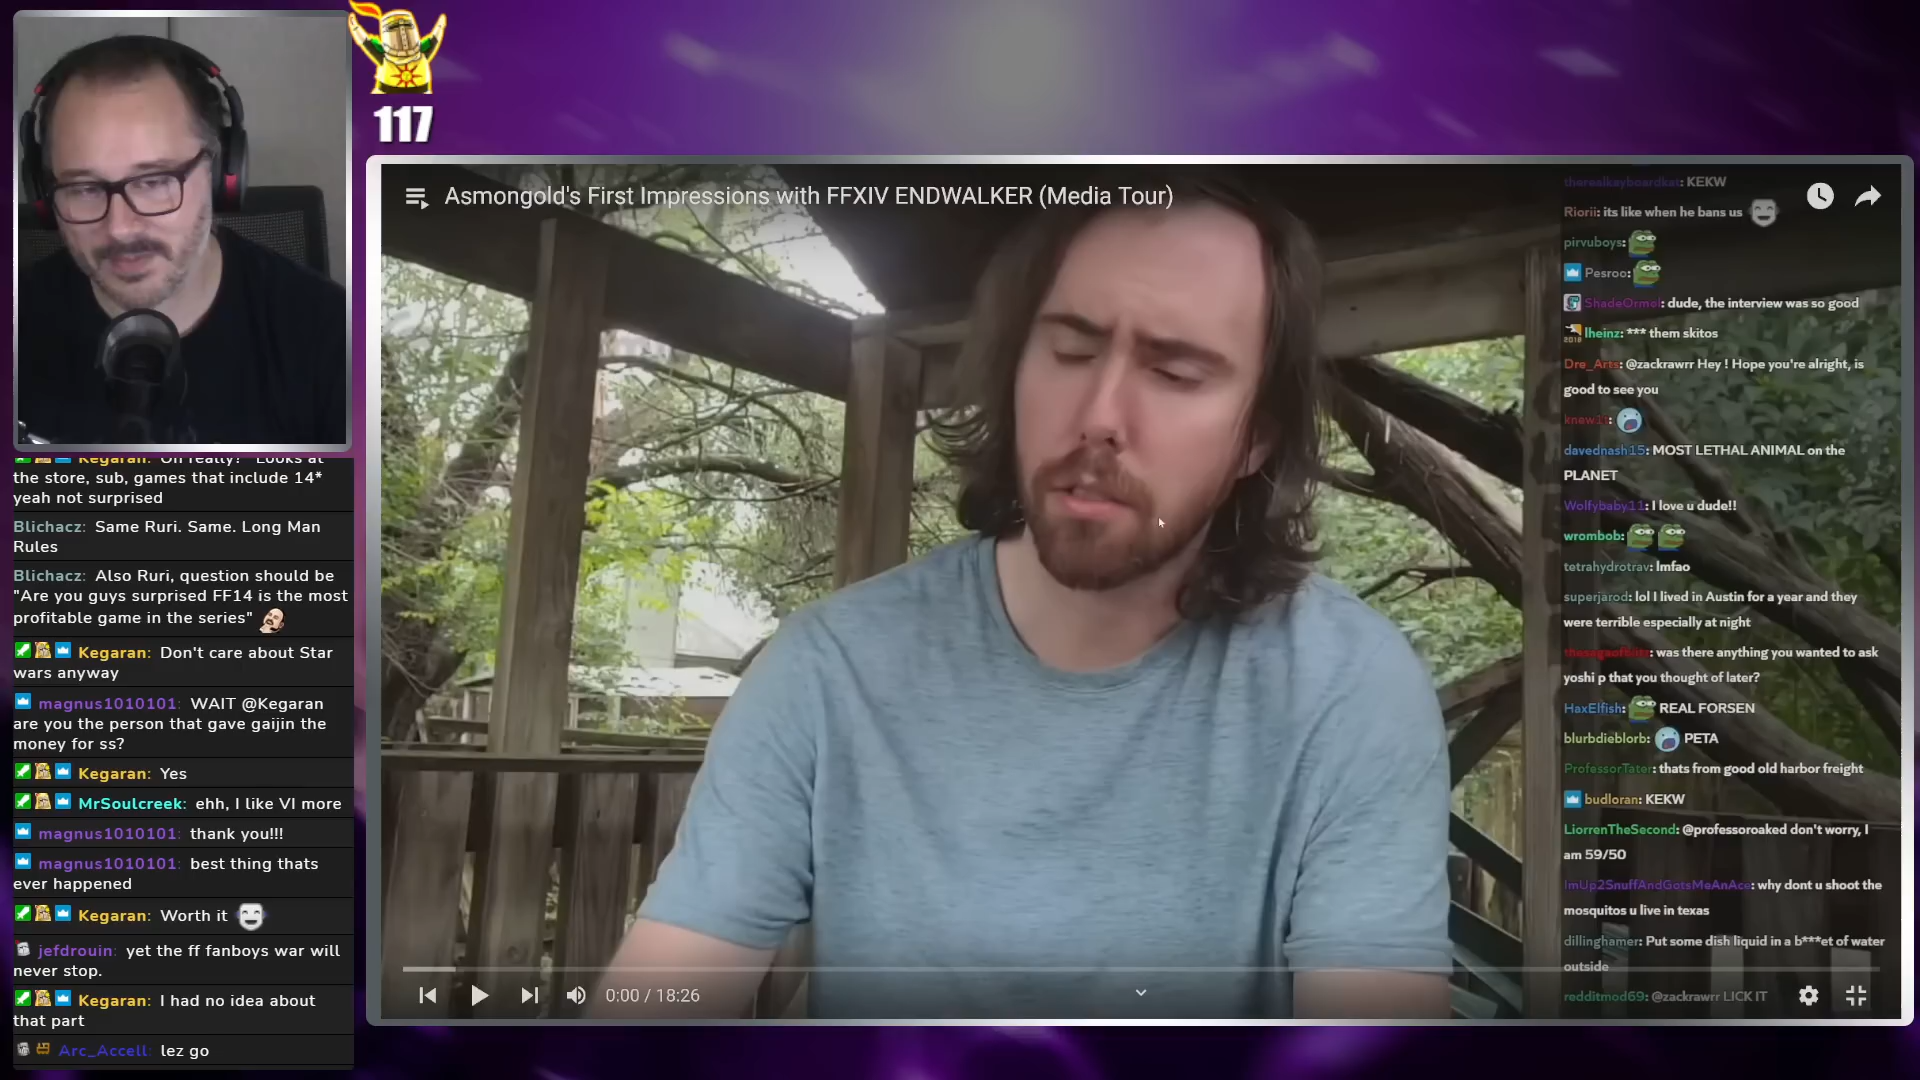 117
Asmongold's First Impressions with FFXIV ENDWALKER (Media Tour)
Kegaran: Oh really? *Looks at
the store, sub, games that include 14*
yeah not surprised
Blichacz: Same Ruri. Same. Long Man
Rules
Blichacz: Also Ruri, question should be
"Are you guys surprised FF14 is the most
profitable game in the series"
Kegaran: Don't care about Star
wars anyway
magnus1010101: WAIT @Kegaran
are you the person that gave gaijin the
money for ss?
Kegaran: Yes
MrSoulcreek: ehh, I like VI more
magnus1010101: thank you!!!
magnus1010101: best thing thats
ever happened
Kegaran: Worth it
jefdrouin: yet the ff fanboys war will
never stop.
Kegaran: I had no idea about
that part
Arc_Accell: lez go
therealkeyboardkat: KEKW
Riorii: its like when he bans us
pirvuboys:
Pesroo:
ShadeOrmol: dude, the interview was so good
lheinz: *** them skitos
Dre_Arts: @zackrawrr Hey ! Hope you're alright, is
good to see you
davednash15: MOST LETHAL ANIMAL on the
PLANET
Wolfybaby11: I love u dude!!
wrombob:
tetrahydrotrav: lmfao
superjarod: lol I lived in Austin for a year and they
were terrible especially at night
was there anything you wanted to ask
yoshi p that you thought of later?
HaxElfish: REAL FORSEN
blurbdieblorb: PETA
ProfessorTater: thats from good old harbor freight
budloran: KEKW
LiorrenTheSecond: @professoroaked don't worry, I
am 59/50
ImUp2SnuffAndGotsMeAnAce: why dont u shoot the
mosquitos u live in texas
dillinghamer: Put some dish liquid in a b***et of water
outside
redditmod69: @zackrawrr LICK IT
0:00 / 18:26